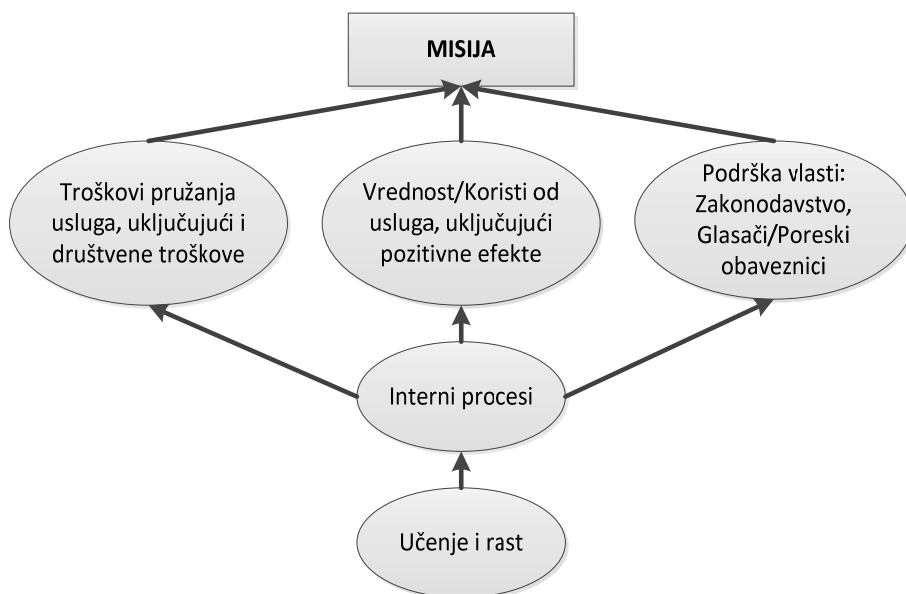 MISIJA
Troškovi pružanja
usluga, uključujući i
društvene troškove
Vrednost/Koristi od
usluga, uključujući
pozitivne efekte
Podrška vlasti:
Zakonodavstvo,
Glasači/Poreski
obaveznici
Interni procesi
Učenje i rast